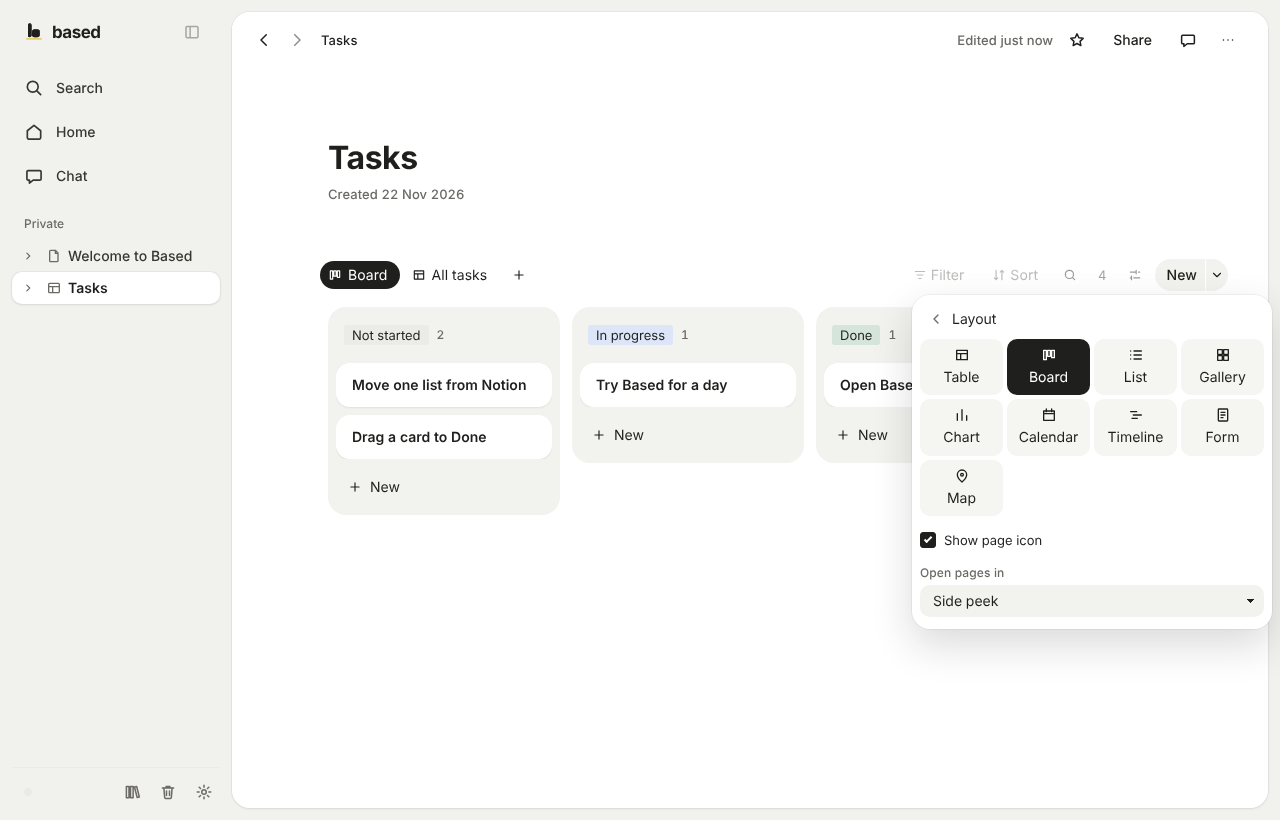 based
Search
Home
Chat
Private
Welcome to Based
Tasks
Tasks
Edited just now
Share
Tasks
Created 22 Nov 2026
Board
All tasks
Filter
Sort
4
New
Not started 2
Move one list from Notion
Drag a card to Done
New
In progress 1
Try Based for a day
New
Done 1
Open Base
New
Layout
Table
Board
List
Gallery
Chart
Calendar
Timeline
Form
Map
Show page icon
Open pages in
Side peek